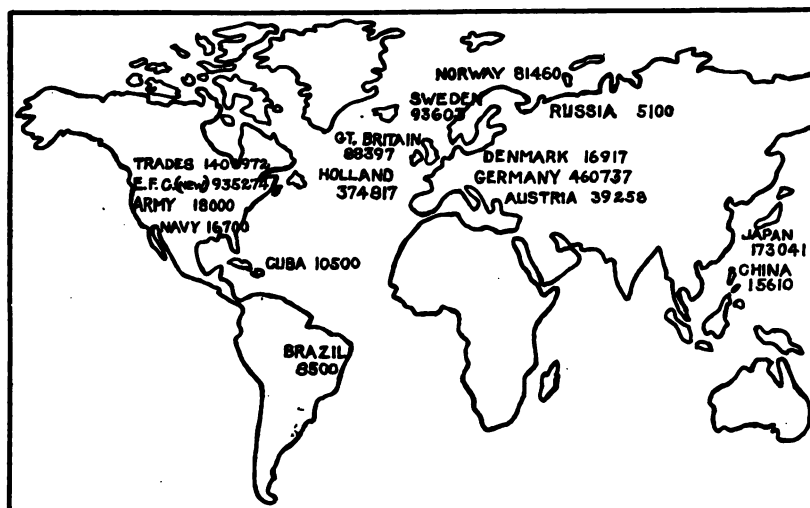 NORWAY 81460
SWEDEN
93603
RUSSIA 5100
GT. BRITAIN
88397
TRADES
HOLLAND
374817
DENMARK 16917
E.F.C.(NEW) 935274
GERMANY 460737
ARMY 18000
AUSTRIA 39258
NAVY 16700
JAPAN
173041
CUBA 10500
CHINA
15610
BRAZIL
8500